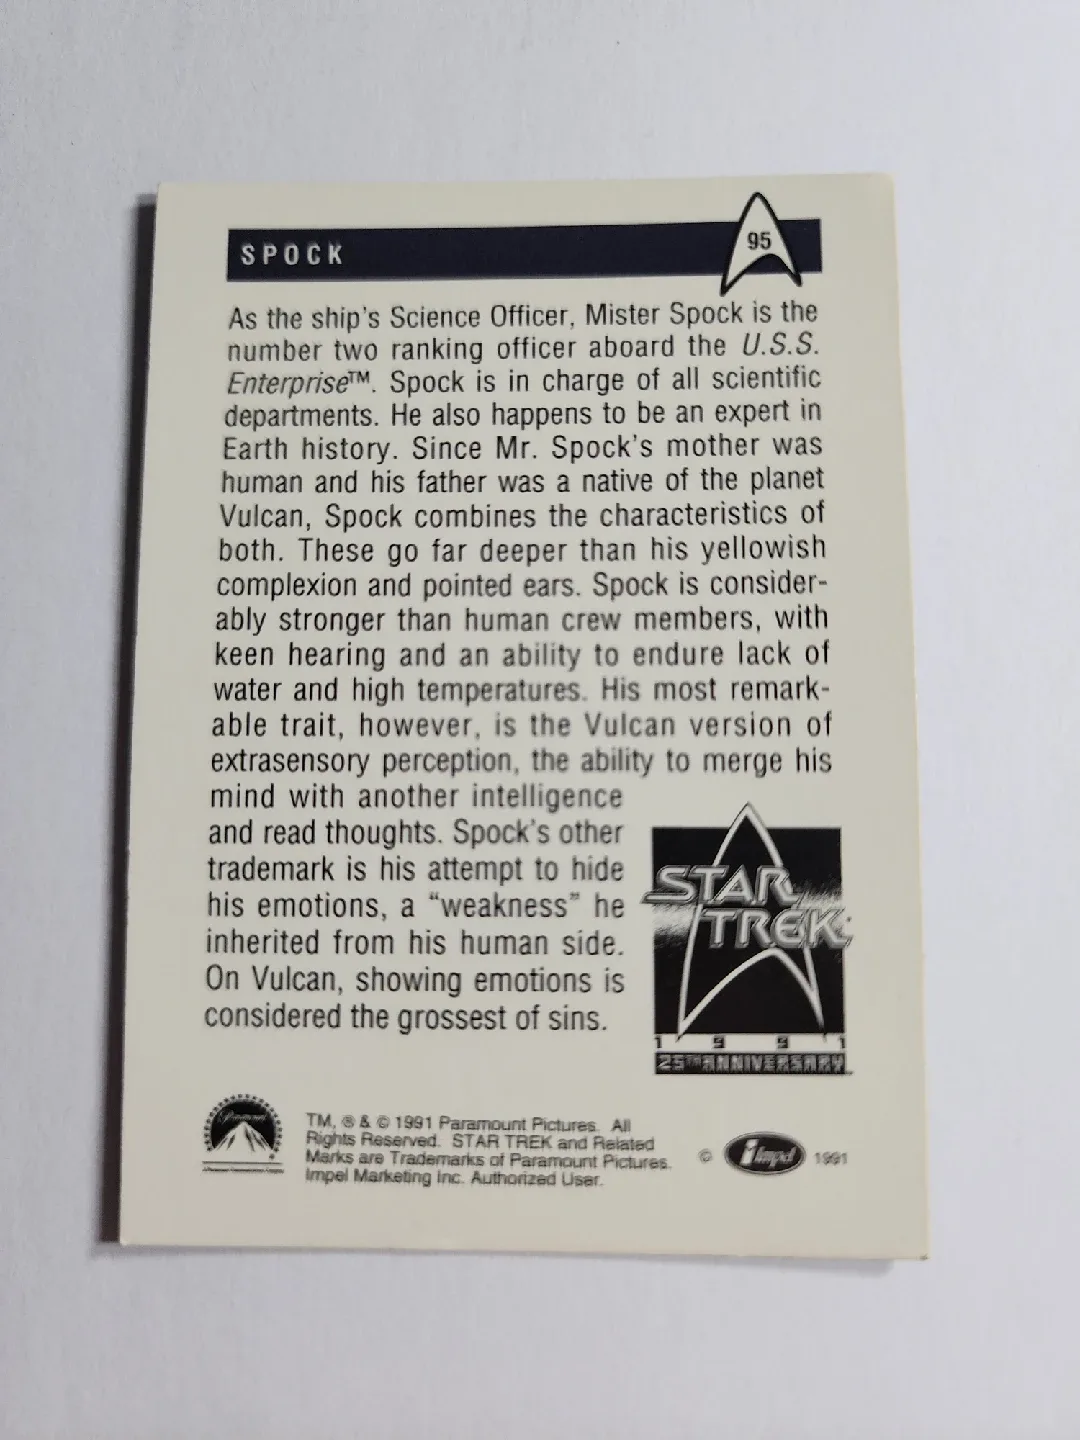 SPOCK
95
As the ship's Science Officer, Mister Spock is the
number two ranking officer aboard the U.S.S.
Enterprise™. Spock is in charge of all scientific
departments. He also happens to be an expert in
Earth history. Since Mr. Spock's mother was
human and his father was a native of the planet
Vulcan, Spock combines the characteristics of
both. These go far deeper than his yellowish
complexion and pointed ears. Spock is consider-
ably stronger than human crew members, with
keen hearing and an ability to endure lack of
water and high temperatures. His most remark-
able trait, however, is the Vulcan version of
extrasensory perception, the ability to merge his
mind with another intelligence
and read thoughts. Spock's other
trademark is his attempt to hide
his emotions, a “weakness” he
inherited from his human side.
On Vulcan, showing emotions is
considered the grossest of sins.
STAR
TREK
1991
25TH ANNIVERSARY
Paramount
TM, ® & © 1991 Paramount Pictures. All
Rights Reserved. STAR TREK and Related
Marks are Trademarks of Paramount Pictures.
Impel Marketing Inc. Authorized User.
© impel 1991